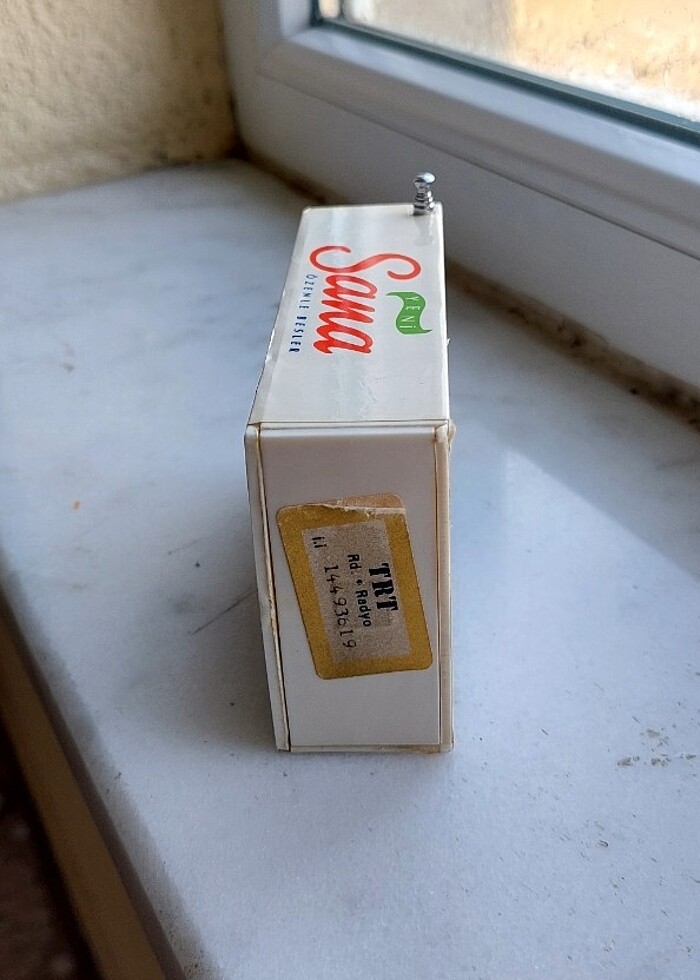 YENİ
Sana
ÖZENLE BESLER
TRT
Rd. • Radyo
14493619